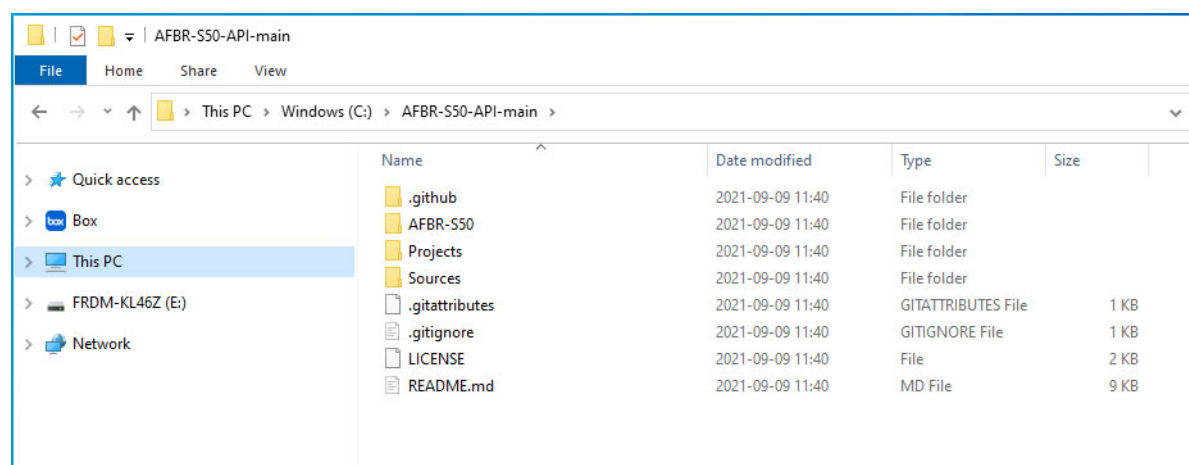 AFBR-S50-API-main
File Home Share View
This PC Windows (C:) AFBR-S50-API-main
Name Date modified Type Size
Quick access
box Box
This PC
FRDM-KL46Z (E:)
Network
.github 2021-09-09 11:40 File folder
AFBR-S50 2021-09-09 11:40 File folder
Projects 2021-09-09 11:40 File folder
Sources 2021-09-09 11:40 File folder
.gitattributes 2021-09-09 11:40 GITATTRIBUTES File 1 KB
.gitignore 2021-09-09 11:40 GITIGNORE File 1 KB
LICENSE 2021-09-09 11:40 File 2 KB
README.md 2021-09-09 11:40 MD File 9 KB